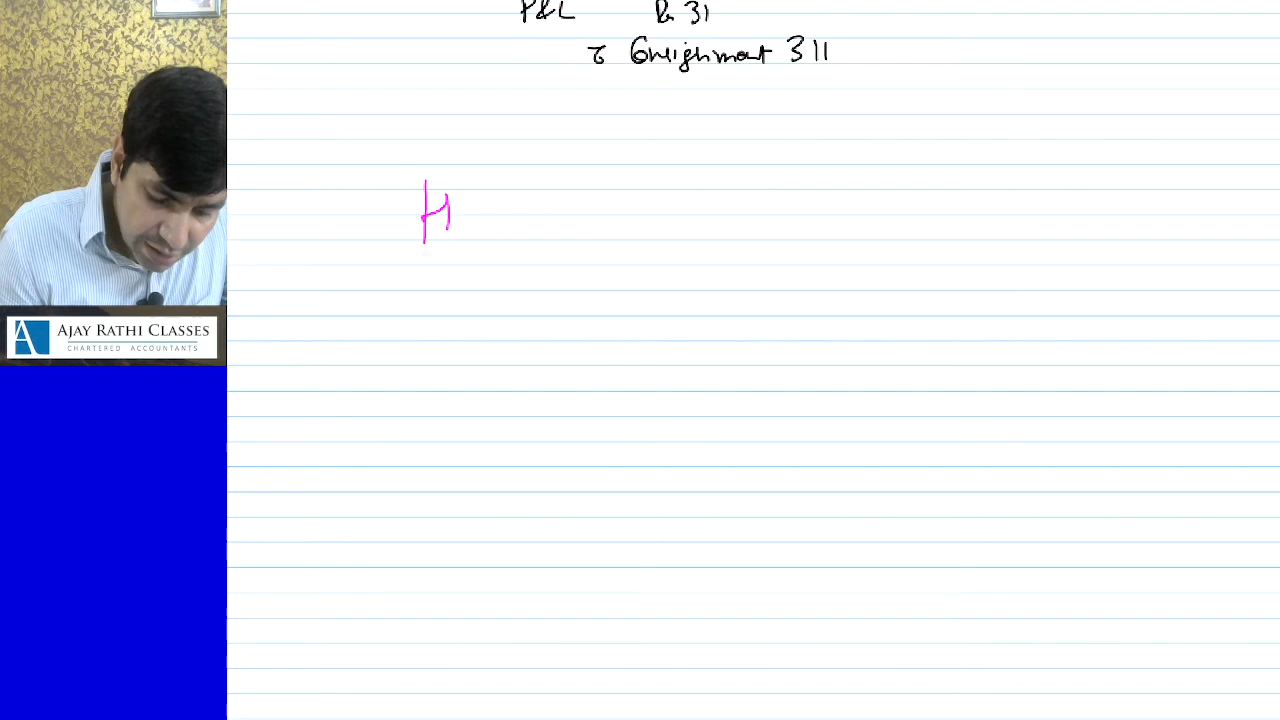 P&L Dr 31
To Consignment 311
H
AJAY RATHI CLASSES
CHARTERED ACCOUNTANTS